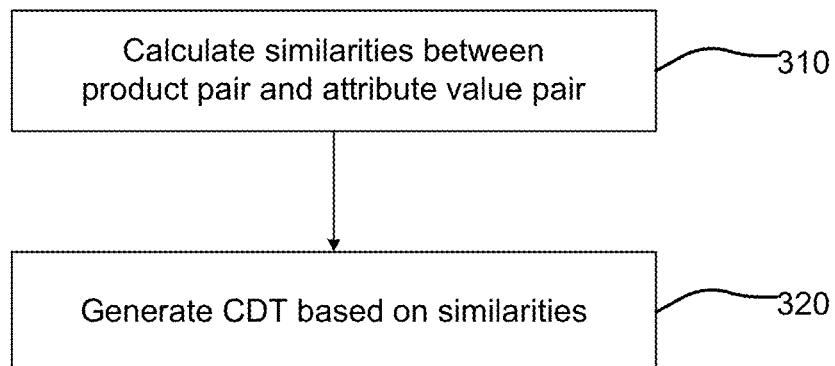 Calculate similarities between
product pair and attribute value pair
310
Generate CDT based on similarities
320